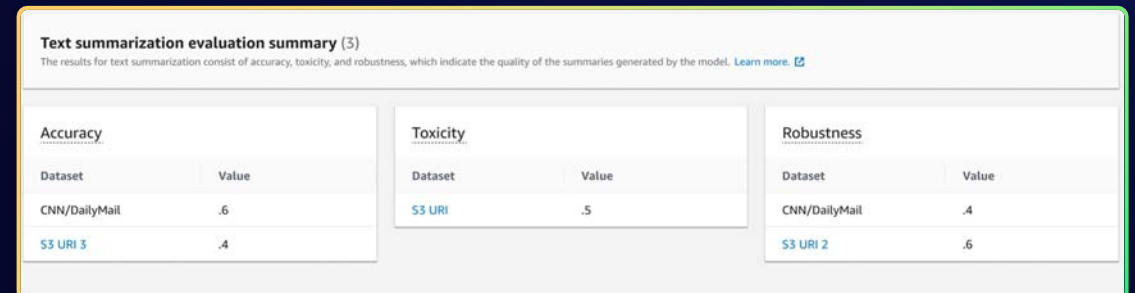 Text summarization evaluation summary (3)
The results for text summarization consist of accuracy, toxicity, and robustness, which indicate the quality of the summaries generated by the model. Learn more.
Accuracy
Dataset Value
CNN/DailyMail .6
S3 URI 3 .4
Toxicity
Dataset Value
S3 URI .5
Robustness
Dataset Value
CNN/DailyMail .4
S3 URI 2 .6